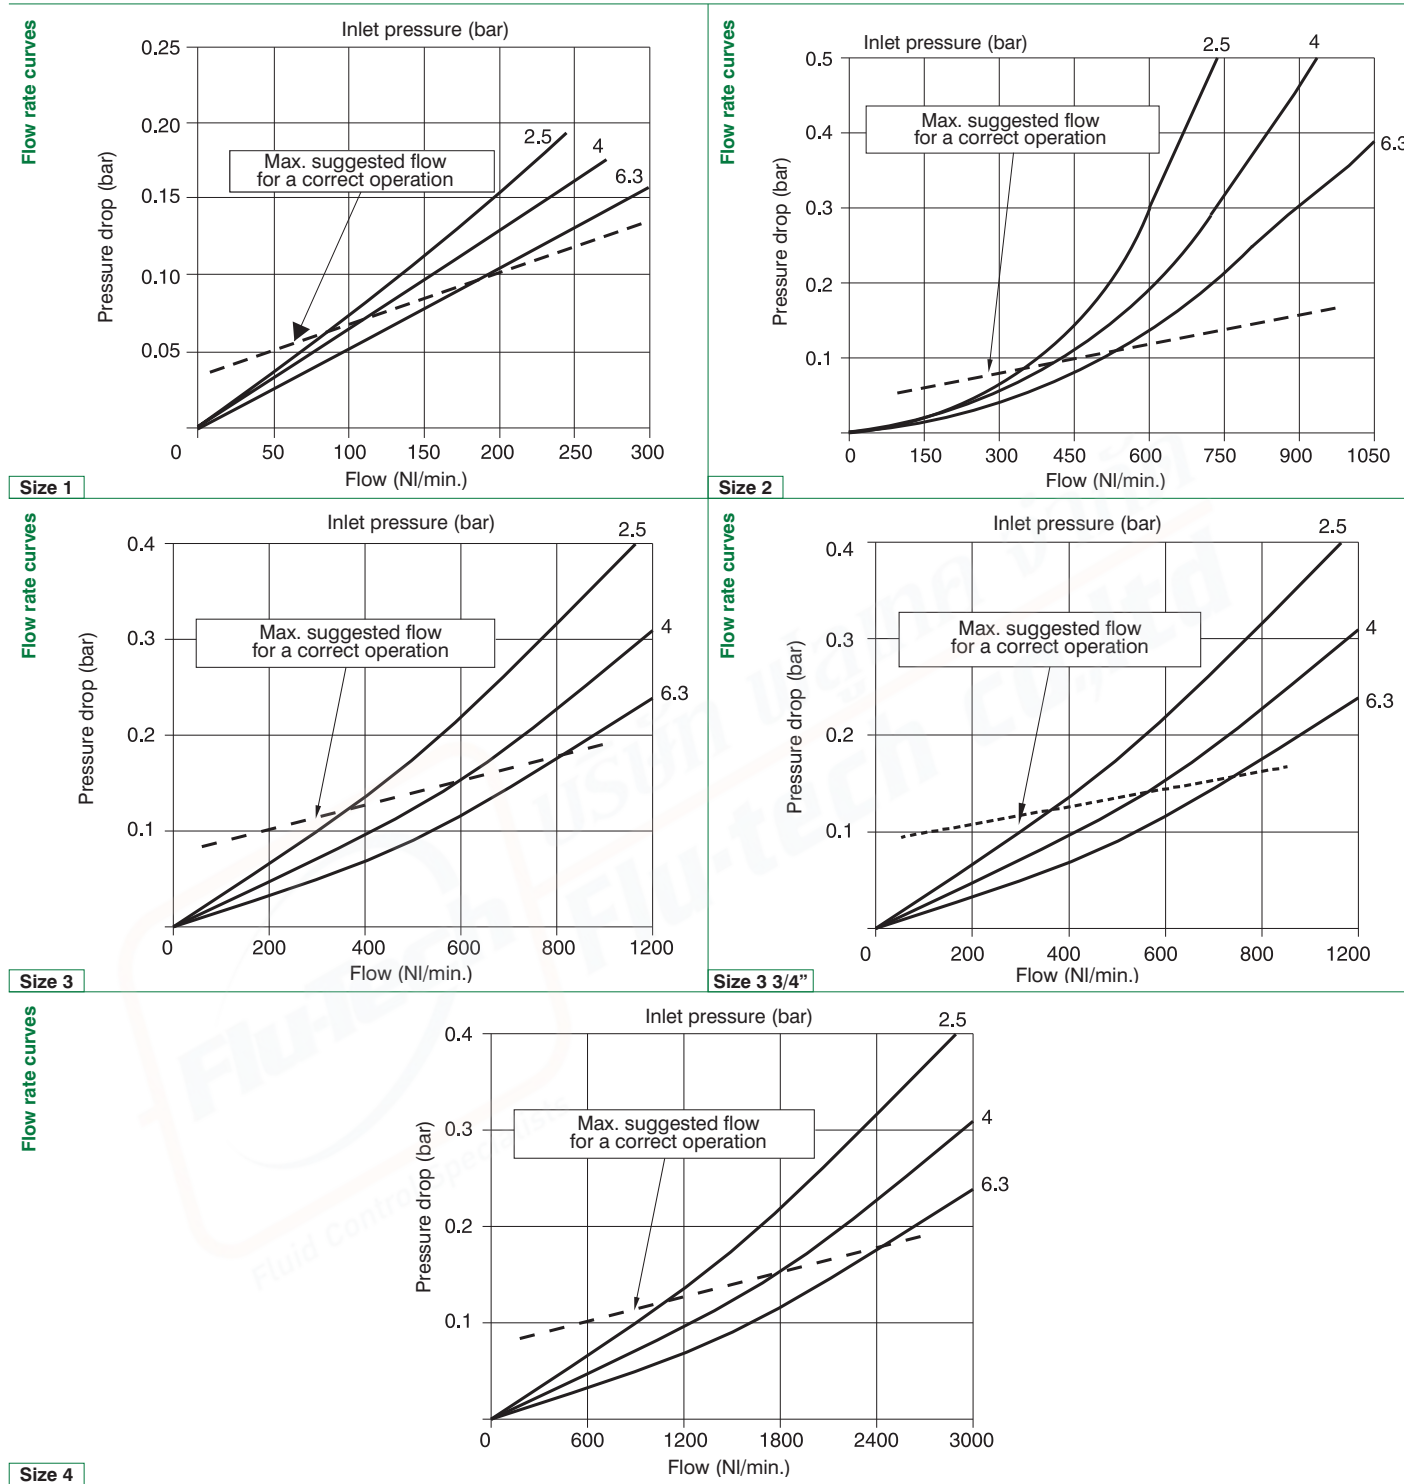 Flow rate curves
Inlet pressure (bar)
0.25
0.20
0.15
0.10
0.05
Pressure drop (bar)
Max. suggested flow
for a correct operation
2.5
4
6.3
0 50 100 150 200 250 300
Flow (Nl/min.)
Size 1
Flow rate curves
Inlet pressure (bar)
2.5
4
6.3
0.5
0.4
0.3
0.2
0.1
Pressure drop (bar)
Max. suggested flow
for a correct operation
0 150 300 450 600 750 900 1050
Flow (Nl/min.)
Size 2
Flow rate curves
Inlet pressure (bar)
2.5
4
6.3
0.4
0.3
0.2
0.1
Pressure drop (bar)
Max. suggested flow
for a correct operation
0 200 400 600 800 1200
Flow (Nl/min.)
Size 3
Flow rate curves
Inlet pressure (bar)
2.5
4
6.3
0.4
0.3
0.2
0.1
Pressure drop (bar)
Max. suggested flow
for a correct operation
0 200 400 600 800 1200
Flow (Nl/min.)
Size 3 3/4”
Flow rate curves
Inlet pressure (bar)
2.5
4
6.3
0.4
0.3
0.2
0.1
Pressure drop (bar)
Max. suggested flow
for a correct operation
0 600 1200 1800 2400 3000
Flow (Nl/min.)
Size 4
Flu-Tech
Fluid Control Specialists
Flu-tech co.,ltd